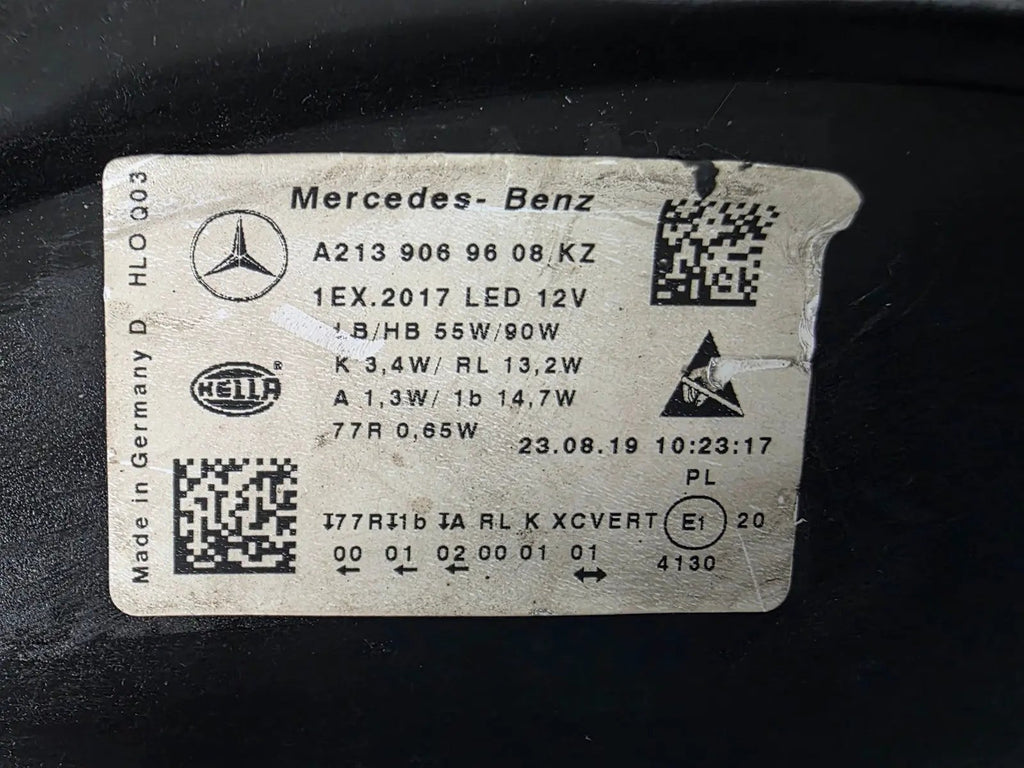 Mercedes-Benz
A213 906 96 08/KZ
1EX.2017 LED 12V
LB/HB 55W/90W
K 3,4W/ RL 13,2W
A 1,3W/ 1b 14,7W
77R 0,65W
HELLA ®
23.08.19 10:23:17
PL
177RI1b IA RL K XCVERT E1 20
00 01 02 00 01 01
4130
Made in Germany D HLO Q03